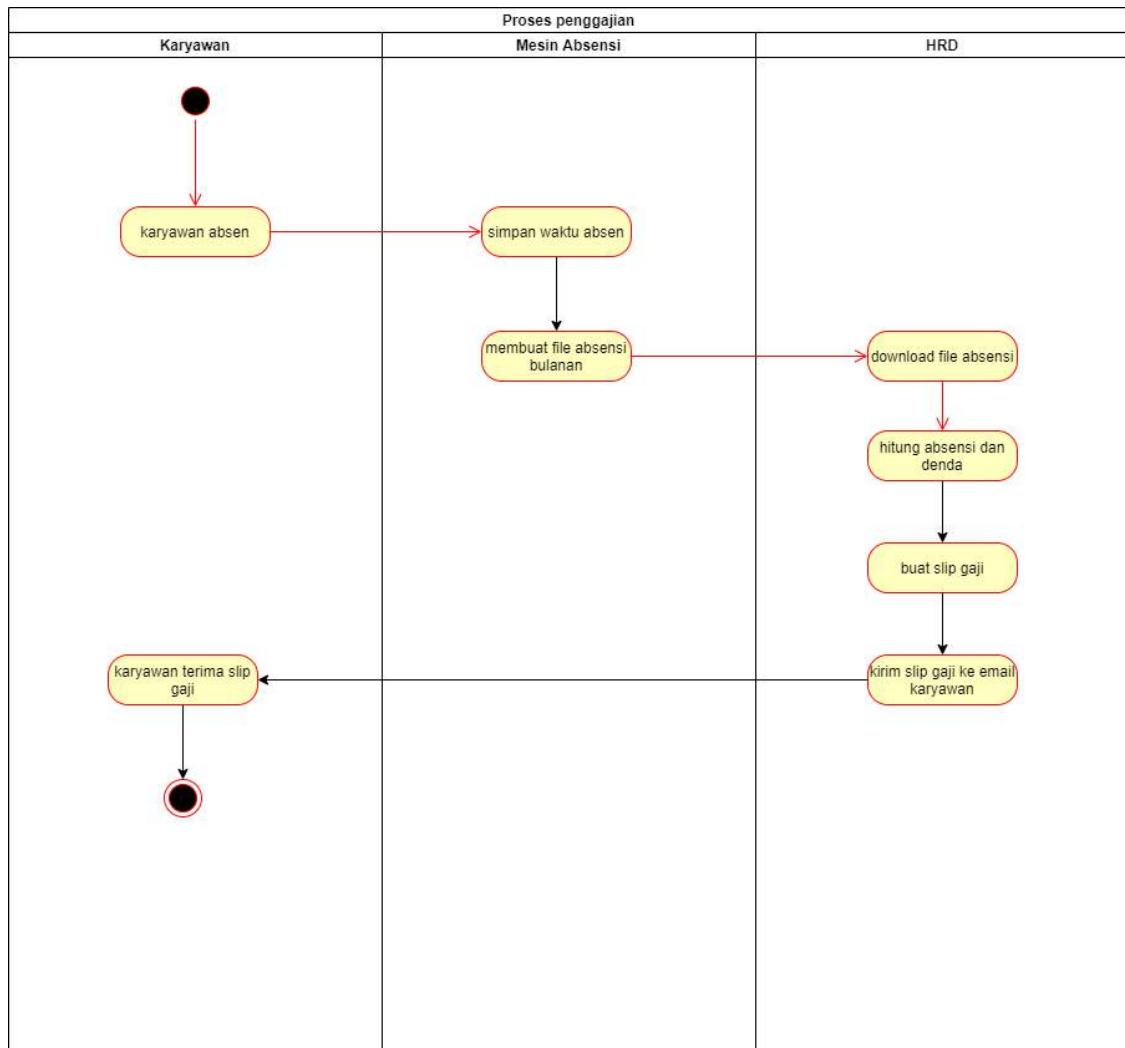 Proses penggajian
Karyawan
Mesin Absensi
HRD
karyawan absen
simpan waktu absen
membuat file absensi
bulanan
download file absensi
hitung absensi dan
denda
buat slip gaji
kirim slip gaji ke email
karyawan
karyawan terima slip
gaji